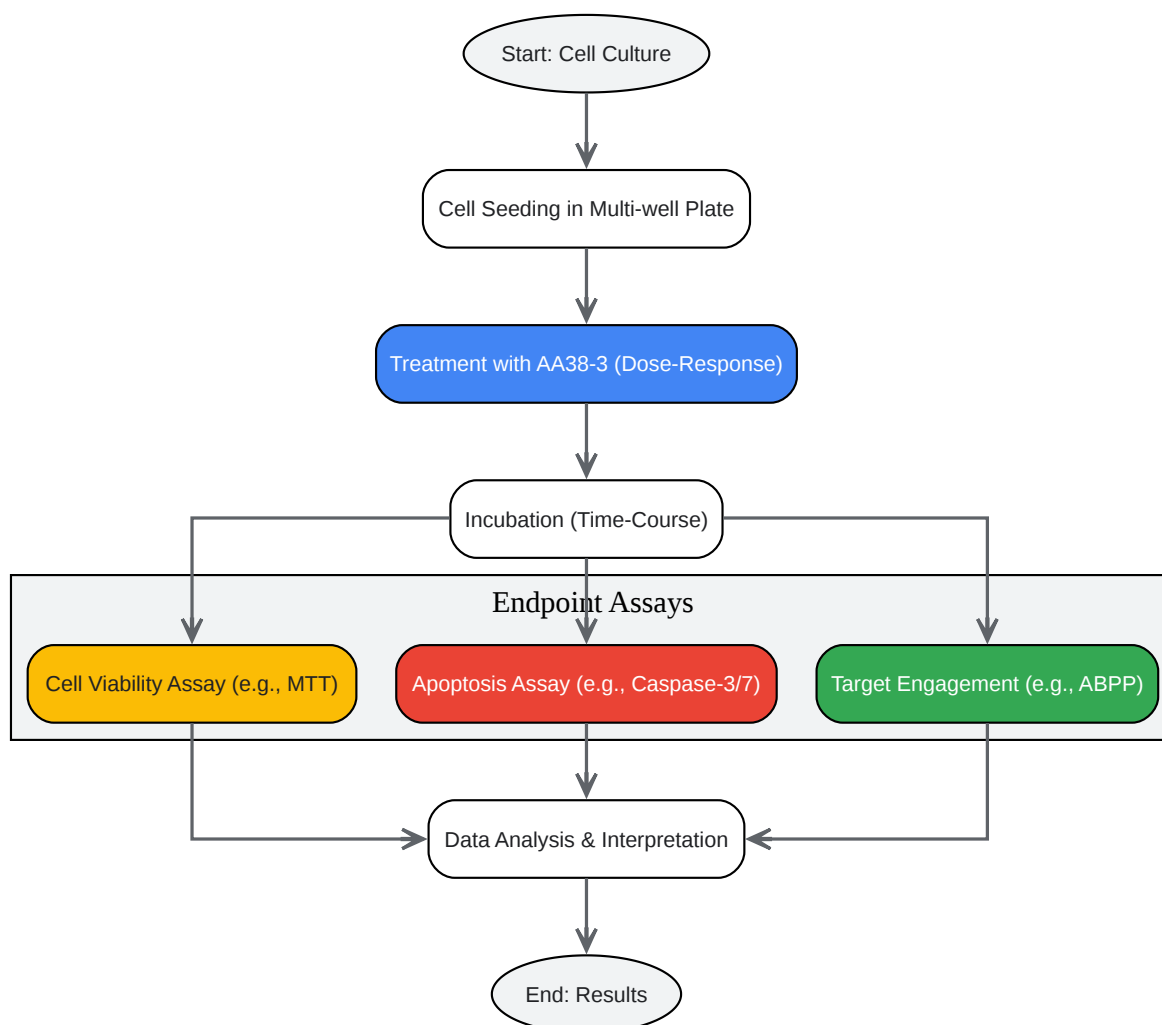 Start: Cell Culture
Cell Seeding in Multi-well Plate
Treatment with AA38-3 (Dose-Response)
Incubation (Time-Course)
Endpoint Assays
Cell Viability Assay (e.g., MTT)
Apoptosis Assay (e.g., Caspase-3/7)
Target Engagement (e.g., ABPP)
Data Analysis & Interpretation
End: Results